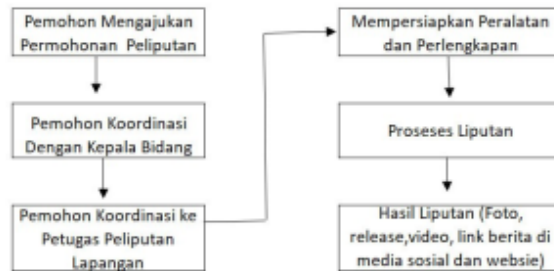 Pemohon Mengajukan
Permohonan Peliputan
Pemohon Koordinasi
Dengan Kepala Bidang
Pemohon Koordinasi ke
Petugas Peliputan
Lapangan
Mempersiapkan Peralatan
dan Perlengkapan
Proseses Liputan
Hasil Liputan (Foto,
release,video, link berita di
media sosial dan websie)